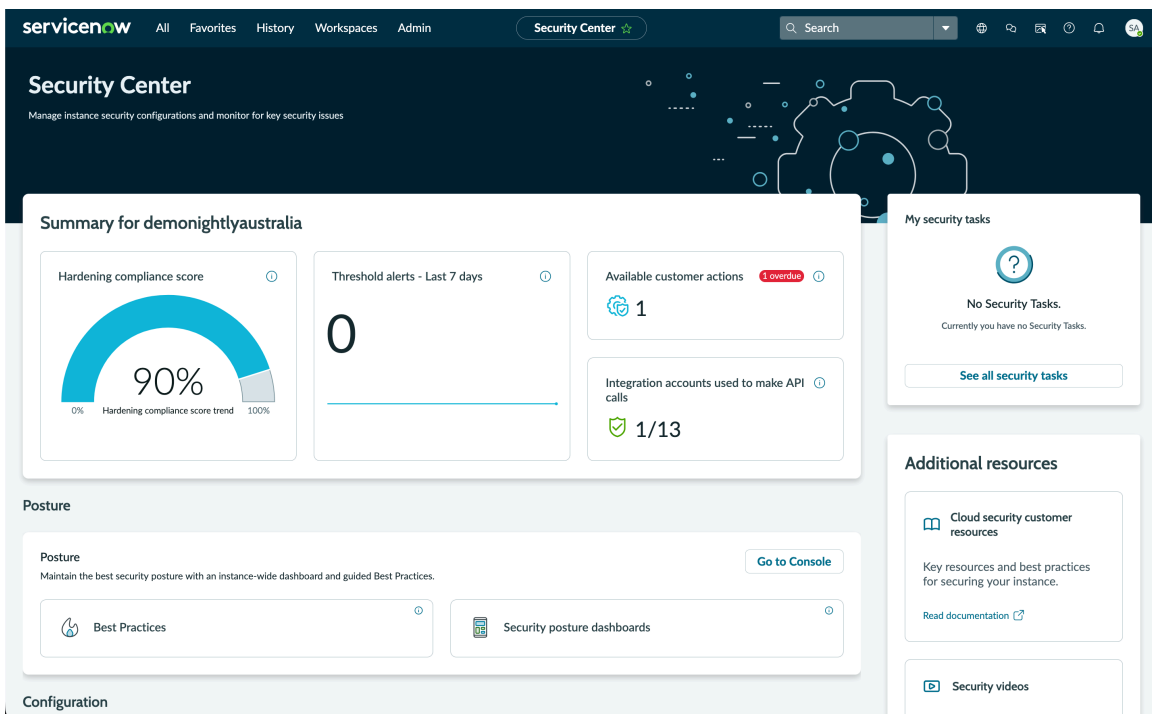 servicenow All Favorites History Workspaces Admin Security Center Search SA
Security Center
Manage instance security configurations and monitor for key security issues
Summary for demonightlyaustralia
Hardening compliance score
90%
0% Hardening compliance score trend 100%
Threshold alerts - Last 7 days
0
Available customer actions 1 overdue
1
Integration accounts used to make API
calls
1/13
My security tasks
?
No Security Tasks.
Currently you have no Security Tasks.
See all security tasks
Posture
Posture
Maintain the best security posture with an instance-wide dashboard and guided Best Practices.
Go to Console
Best Practices
Security posture dashboards
Configuration
Additional resources
Cloud security customer
resources
Key resources and best practices
for securing your instance.
Read documentation
Security videos